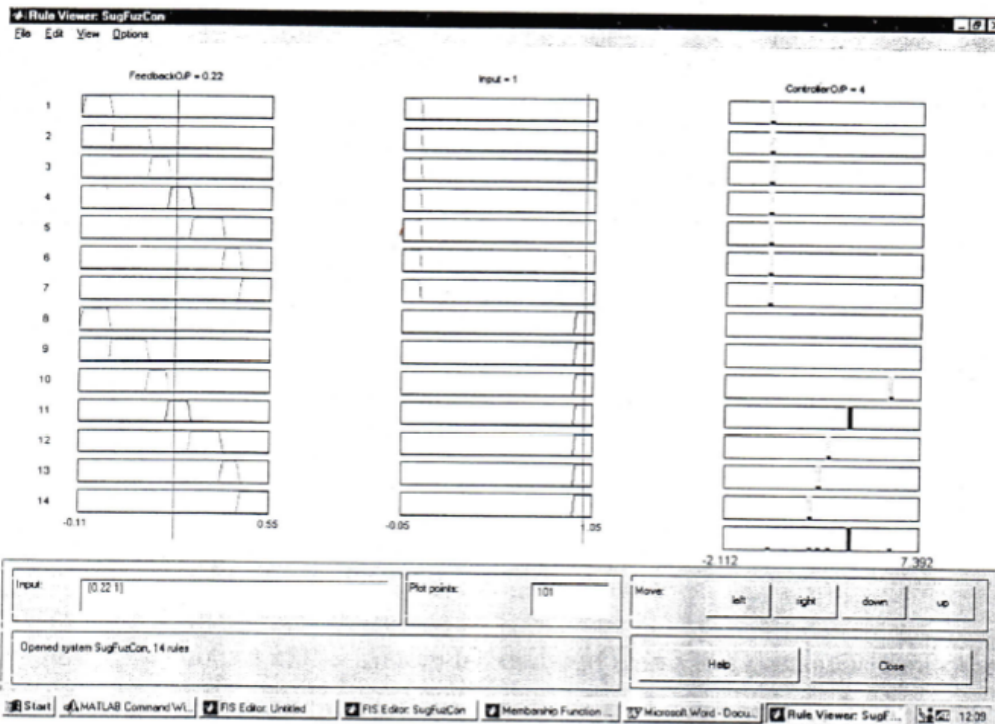 Rule Viewer: SugFuzCon
File Edit View Options
FeedbackO/P = 0.22
Input = 1
ControllerO/P = 4
1
2
3
4
5
6
7
8
9
10
11
12
13
14
-0.11
0.55
-0.05
1.05
-2.112
7.392
Input:
[0.22 1]
Plot points:
101
Move:
left
right
down
up
Opened system SugFuzCon, 14 rules
Help
Close
Start
MATLAB Command Wi...
FIS Editor: Untitled
FIS Editor: SugFuzCon
Membership Function ...
Microsoft Word - Docu...
Rule Viewer: SugF...
12:09